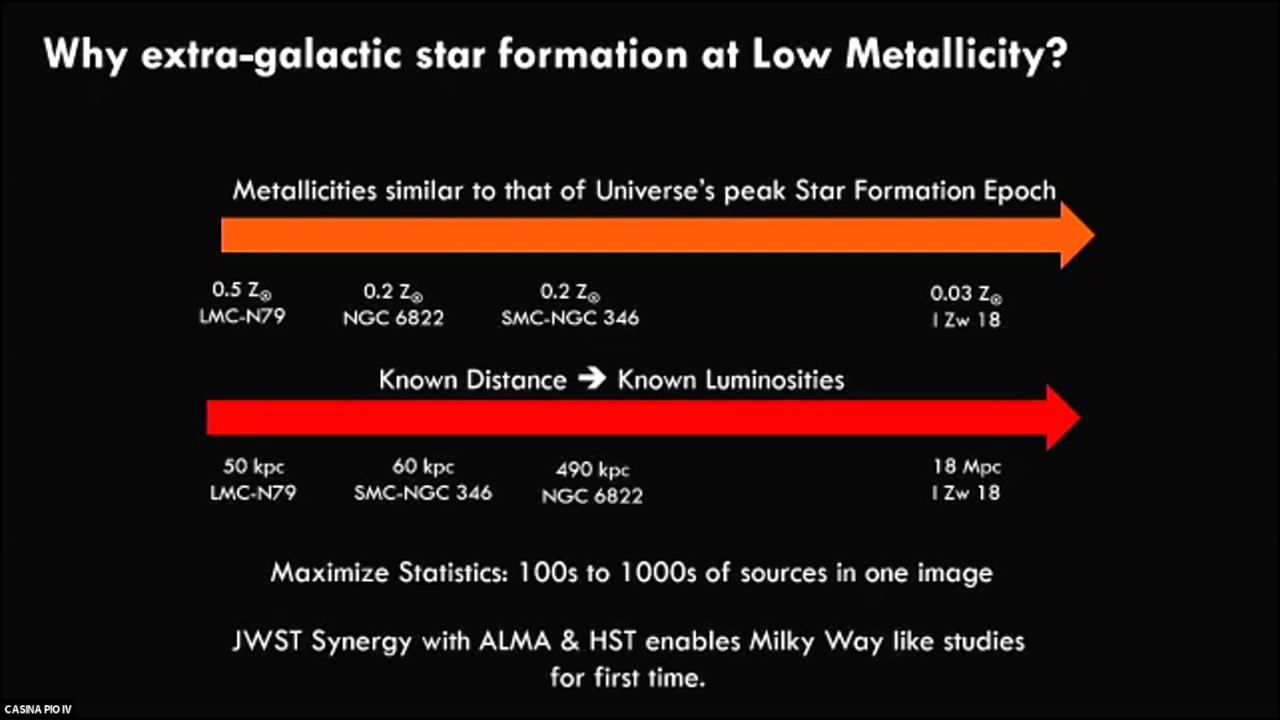 Why extra-galactic star formation at Low Metallicity?
Metallicities similar to that of Universe's peak Star Formation Epoch
0.5 Z⊙
LMC-N79
0.2 Z⊙
NGC 6822
0.2 Z⊙
SMC-NGC 346
0.03 Z⊙
I Zw 18
Known Distance → Known Luminosities
50 kpc
LMC-N79
60 kpc
SMC-NGC 346
490 kpc
NGC 6822
18 Mpc
I Zw 18
Maximize Statistics: 100s to 1000s of sources in one image
JWST Synergy with ALMA & HST enables Milky Way like studies
for first time.
CASINA PIO IV